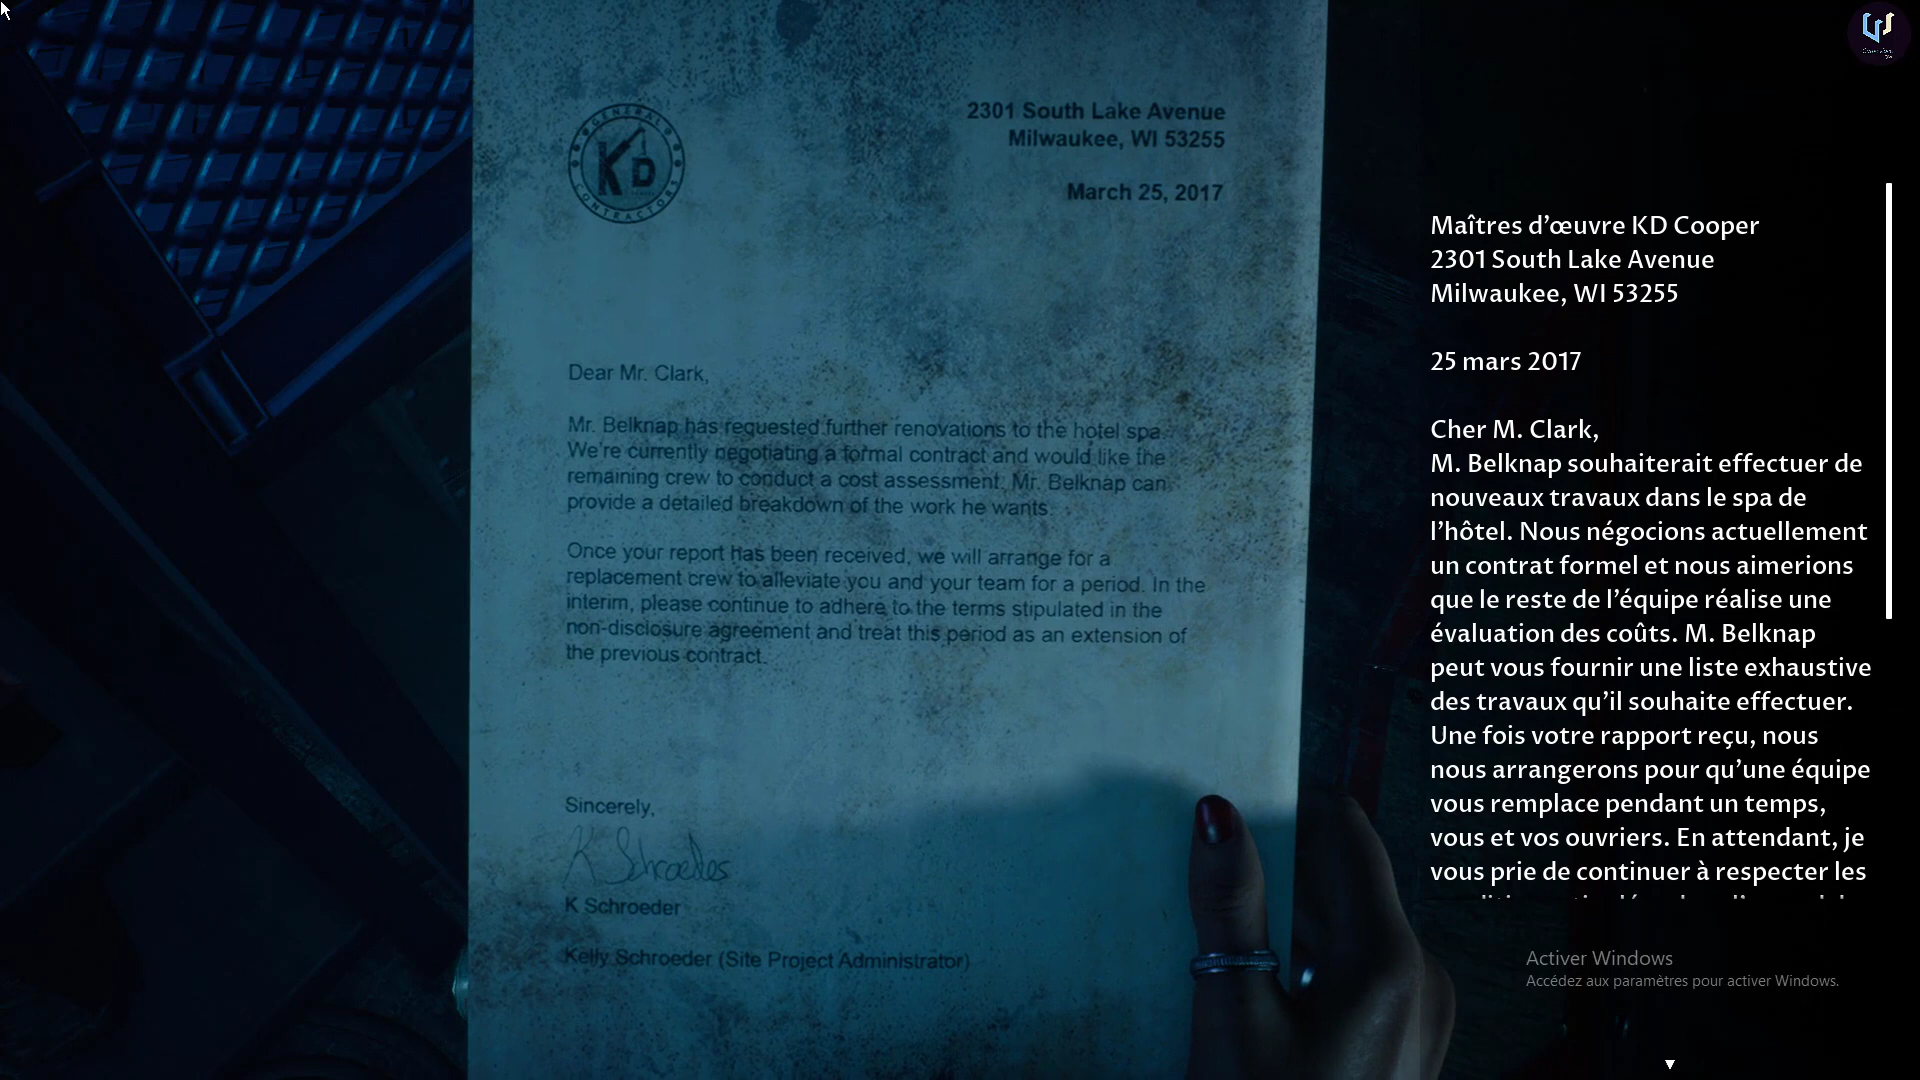 GENERAL
KD
CONTRACTORS
2301 South Lake Avenue
Milwaukee, WI 53255
March 25, 2017
Dear Mr. Clark,
Mr. Belknap has requested further renovations to the hotel spa.
We're currently negotiating a formal contract and would like the
remaining crew to conduct a cost assessment. Mr. Belknap can
provide a detailed breakdown of the work he wants.
Once your report has been received, we will arrange for a
replacement crew to alleviate you and your team for a period. In the
interim, please continue to adhere to the terms stipulated in the
non-disclosure agreement and treat this period as an extension of
the previous contract.
Sincerely,
K Schroeder
K Schroeder
Kelly Schroeder (Site Project Administrator)
Maîtres d’œuvre KD Cooper
2301 South Lake Avenue
Milwaukee, WI 53255
25 mars 2017
Cher M. Clark,
M. Belknap souhaiterait effectuer de
nouveaux travaux dans le spa de
l’hôtel. Nous négocions actuellement
un contrat formel et nous aimerions
que le reste de l’équipe réalise une
évaluation des coûts. M. Belknap
peut vous fournir une liste exhaustive
des travaux qu’il souhaite effectuer.
Une fois votre rapport reçu, nous
nous arrangerons pour qu’une équipe
vous remplace pendant un temps,
vous et vos ouvriers. En attendant, je
vous prie de continuer à respecter les
Activer Windows
Accédez aux paramètres pour activer Windows.